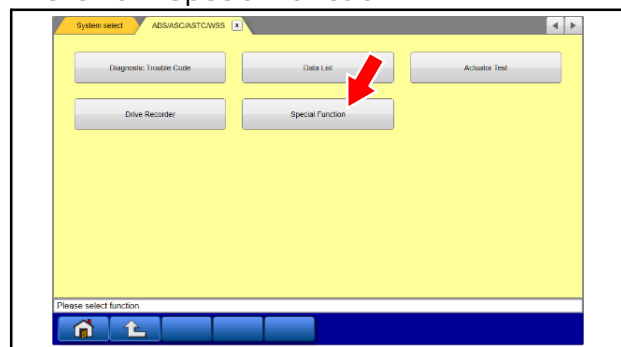 System select
ABS/ASC/ASTC/WSS
x
Diagnostic Trouble Code
Data List
Actuator Test
Drive Recorder
Special Function
Please select function.